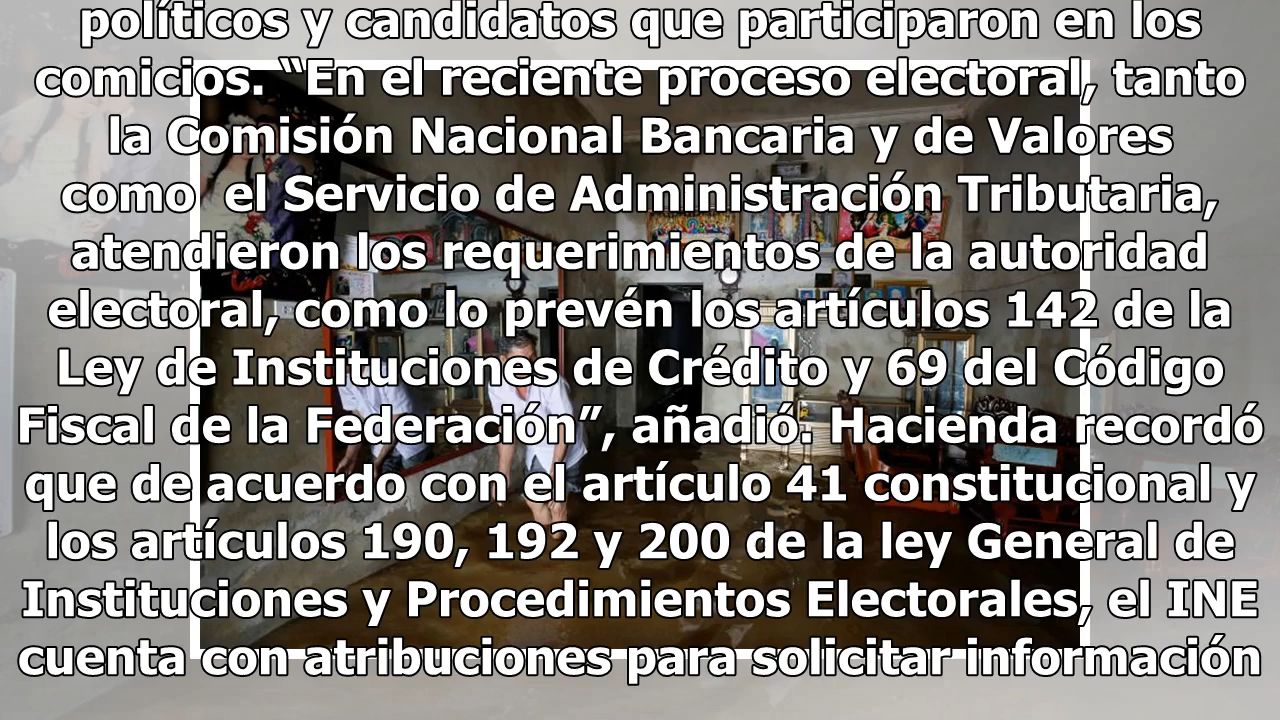 políticos y candidatos que participaron en los
comicios. “En el reciente proceso electoral, tanto
la Comisión Nacional Bancaria y de Valores
como  el Servicio de Administración Tributaria,
atendieron los requerimientos de la autoridad
electoral, como lo prevén los artículos 142 de la
Ley de Instituciones de Crédito y 69 del Código
Fiscal de la Federación”, añadió. Hacienda recordó
que de acuerdo con el artículo 41 constitucional y
los artículos 190, 192 y 200 de la ley General de
Instituciones y Procedimientos Electorales, el INE
cuenta con atribuciones para solicitar información